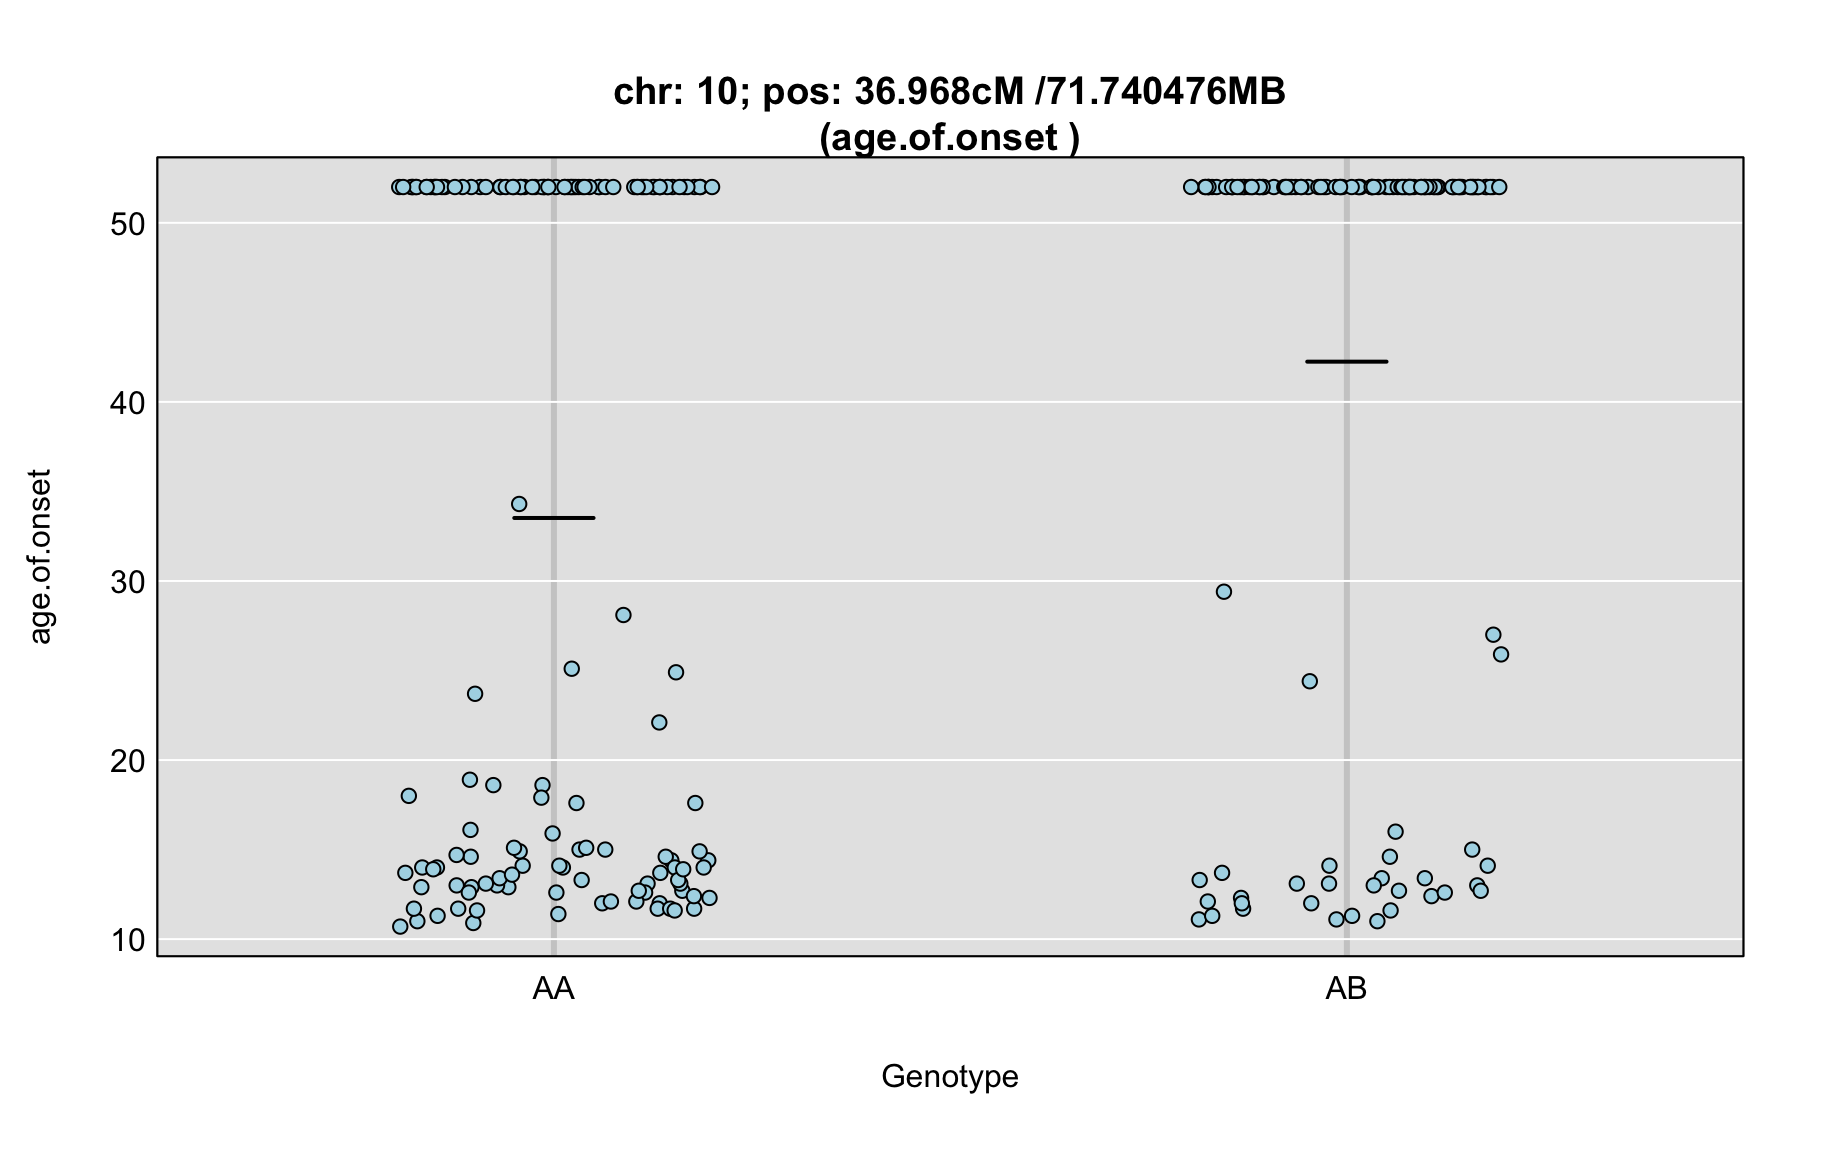 chr: 10; pos: 36.968cM /71.740476MB
(age.of.onset )
50
40
30
20
10
age.of.onset
AA
AB
Genotype